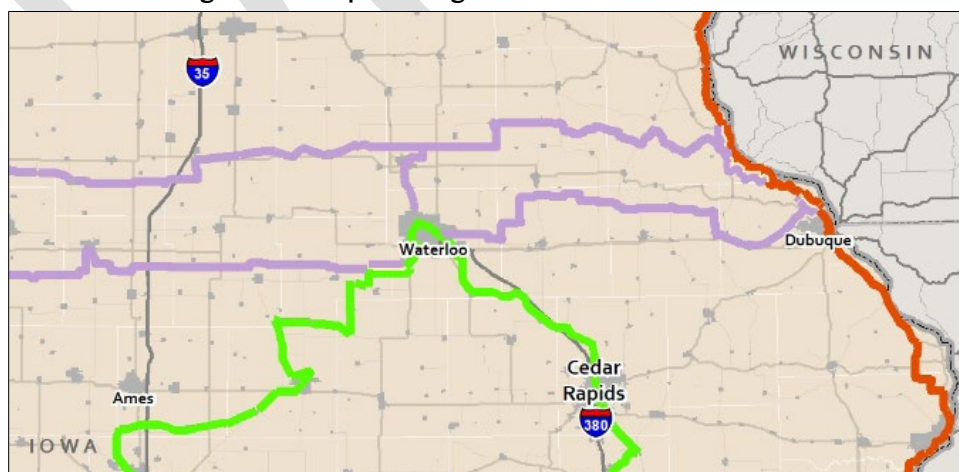 WISCONSIN
35
Waterloo
Dubuque
Cedar
Rapids
Ames
380
IOWA